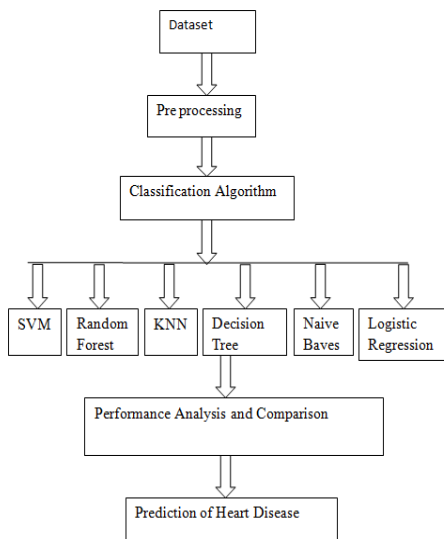 Dataset
Pre processing
Classification Algorithm
SVM
Random
Forest
KNN
Decision
Tree
Naive
Baves
Logistic
Regression
Performance Analysis and Comparison
Prediction of Heart Disease